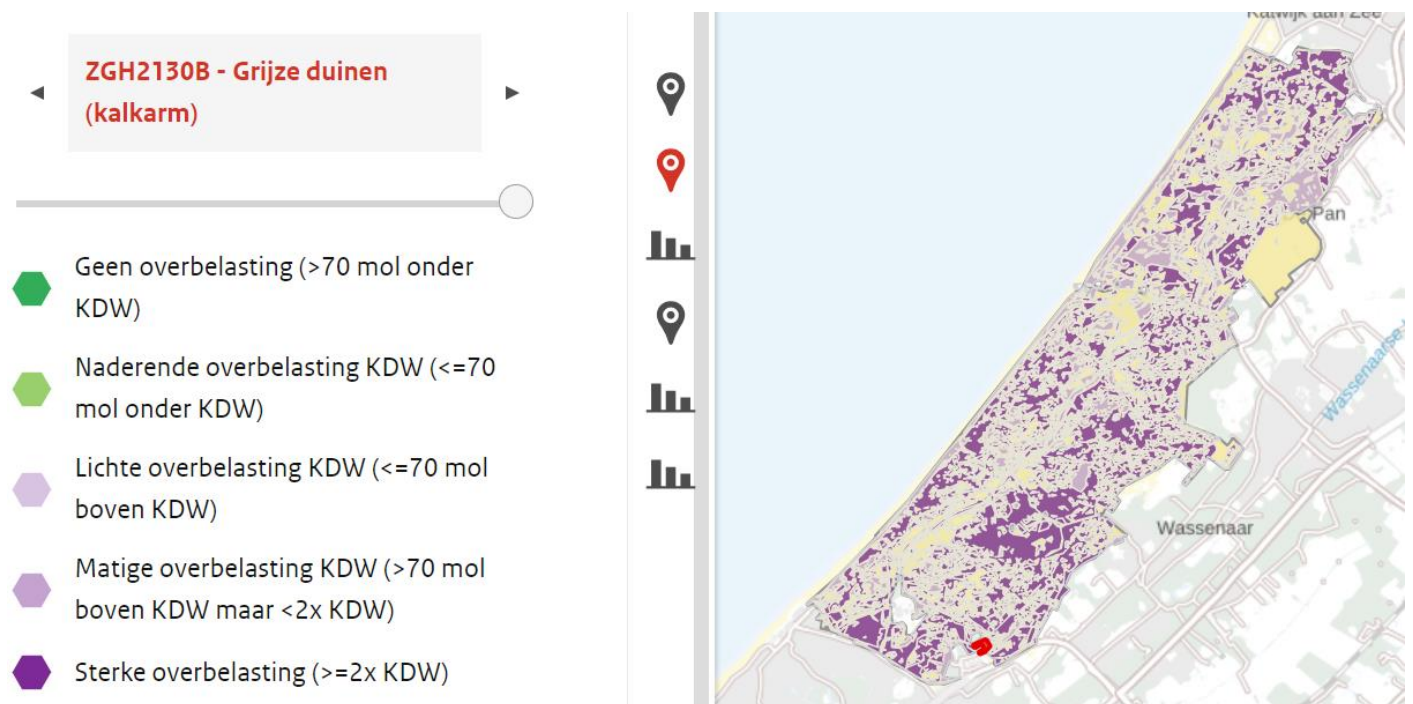 ZGH2130B - Grijze duinen
(kalkarm)
Geen overbelasting (>70 mol onder
KDW)
Naderende overbelasting KDW (<=70
mol onder KDW)
Lichte overbelasting KDW (<=70 mol
boven KDW)
Matige overbelasting KDW (>70 mol
boven KDW maar <2x KDW)
Sterke overbelasting (>=2x KDW)
Katwijk aan Zee
Pan
Wassenaarse
Wassenaar